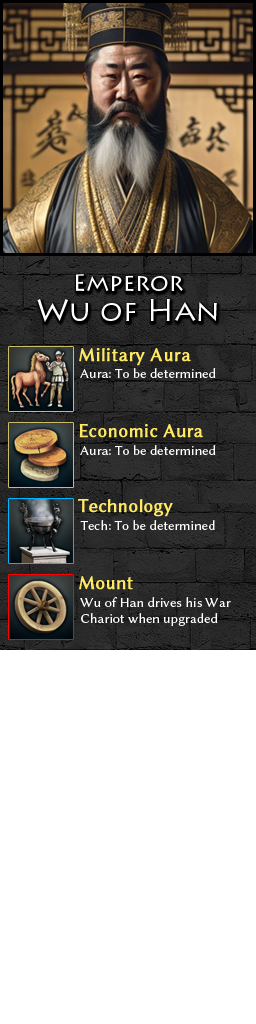 Emperor
Wu of Han
Military Aura
Aura: To be determined
Economic Aura
Aura: To be determined
Technology
Tech: To be determined
Mount
Wu of Han drives his War
Chariot when upgraded